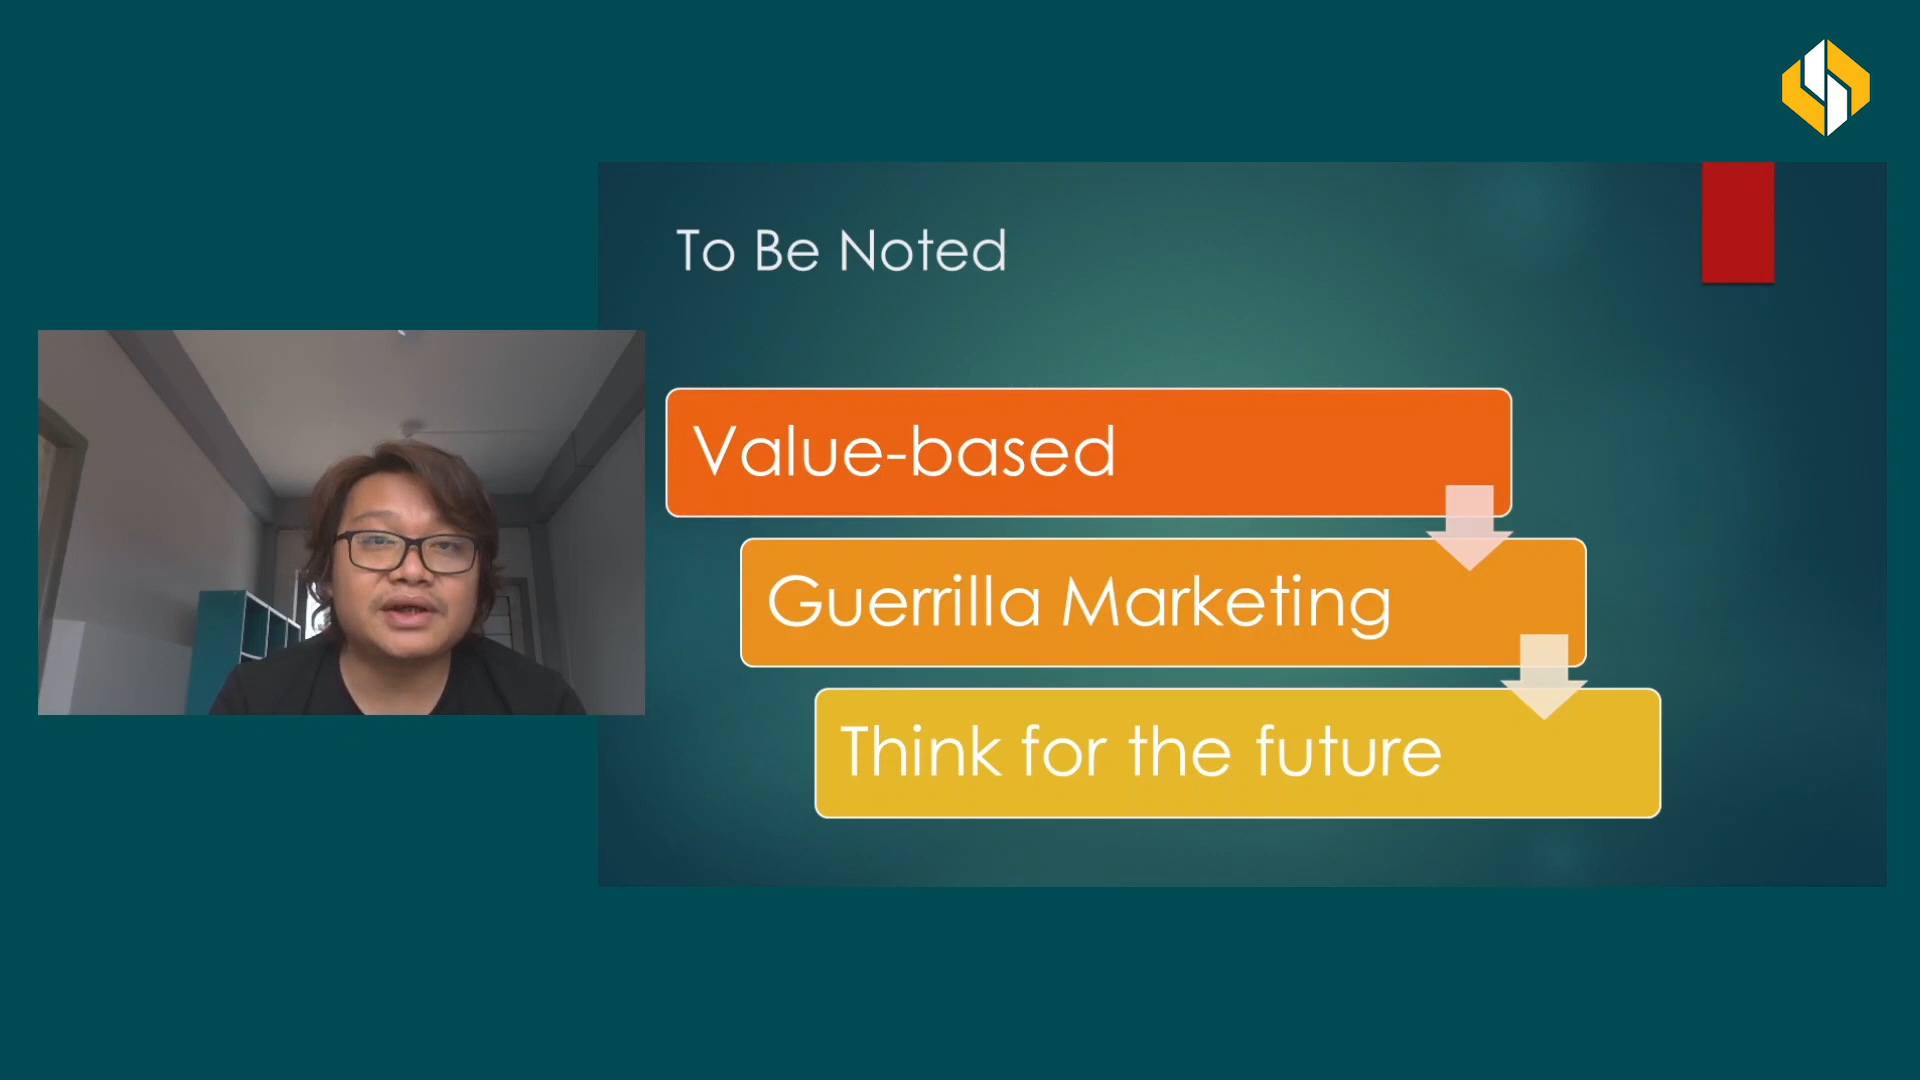 To Be Noted
Value-based
Guerrilla Marketing
Think for the future